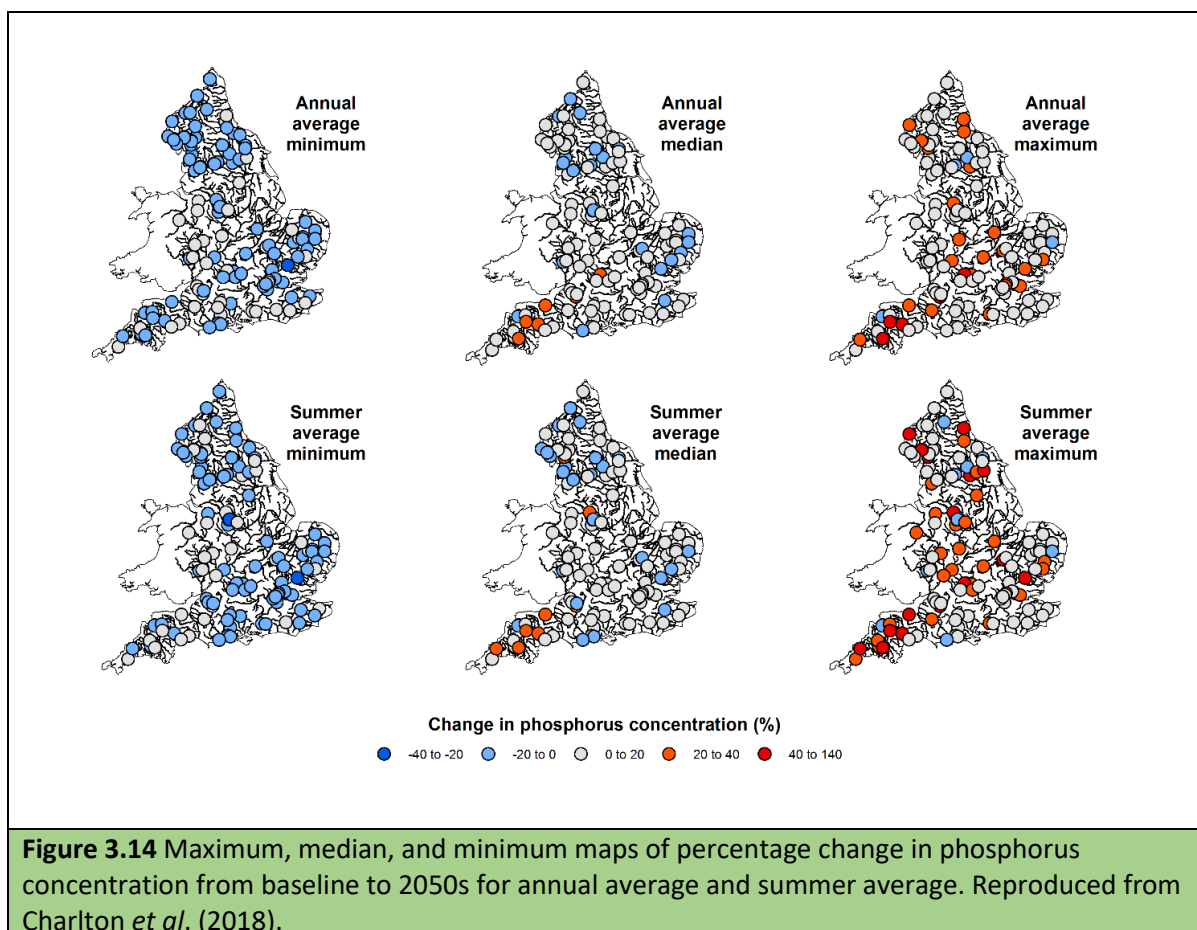 Annual
average
minimum
Annual
average
median
Annual
average
maximum
Summer
average
minimum
Summer
average
median
Summer
average
maximum
Change in phosphorus concentration (%)
-40 to -20 -20 to 0 0 to 20 20 to 40 40 to 140
Figure 3.14 Maximum, median, and minimum maps of percentage change in phosphorus
concentration from baseline to 2050s for annual average and summer average. Reproduced from
Charlton et al. (2018).